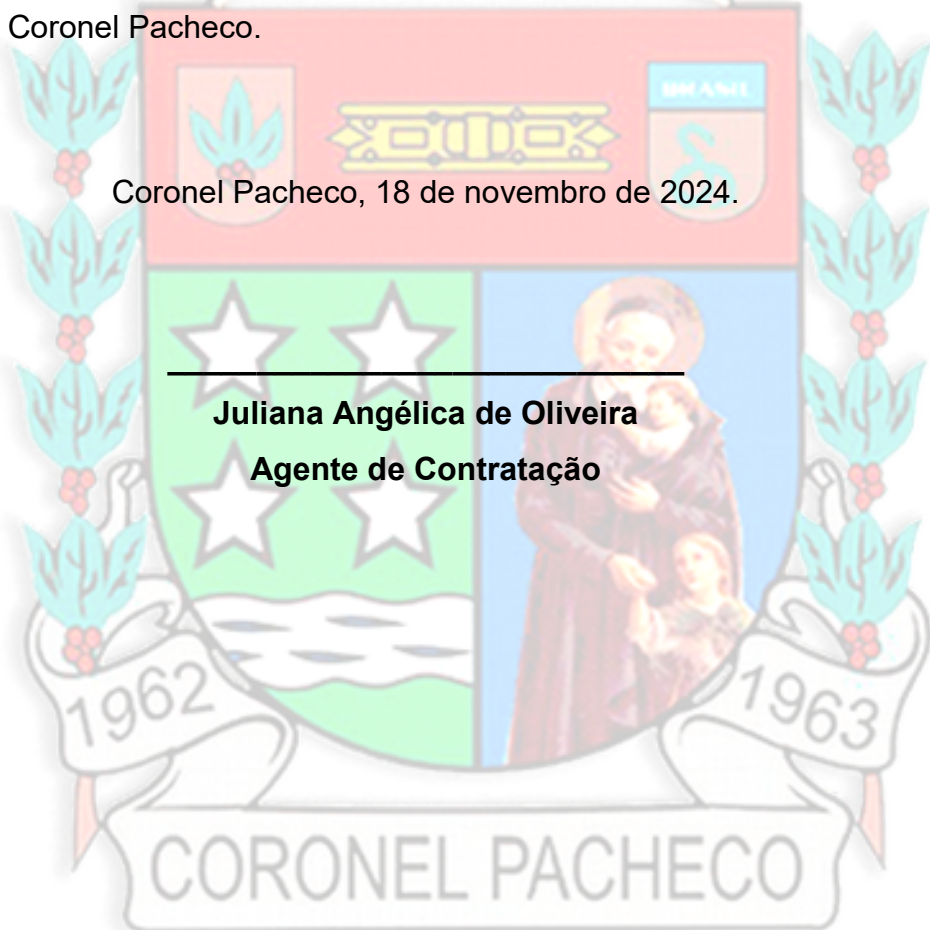 Coronel Pacheco.
BRASIL
Coronel Pacheco, 18 de novembro de 2024.
Juliana Angélica de Oliveira
Agente de Contratação
1962
1963
CORONEL PACHECO